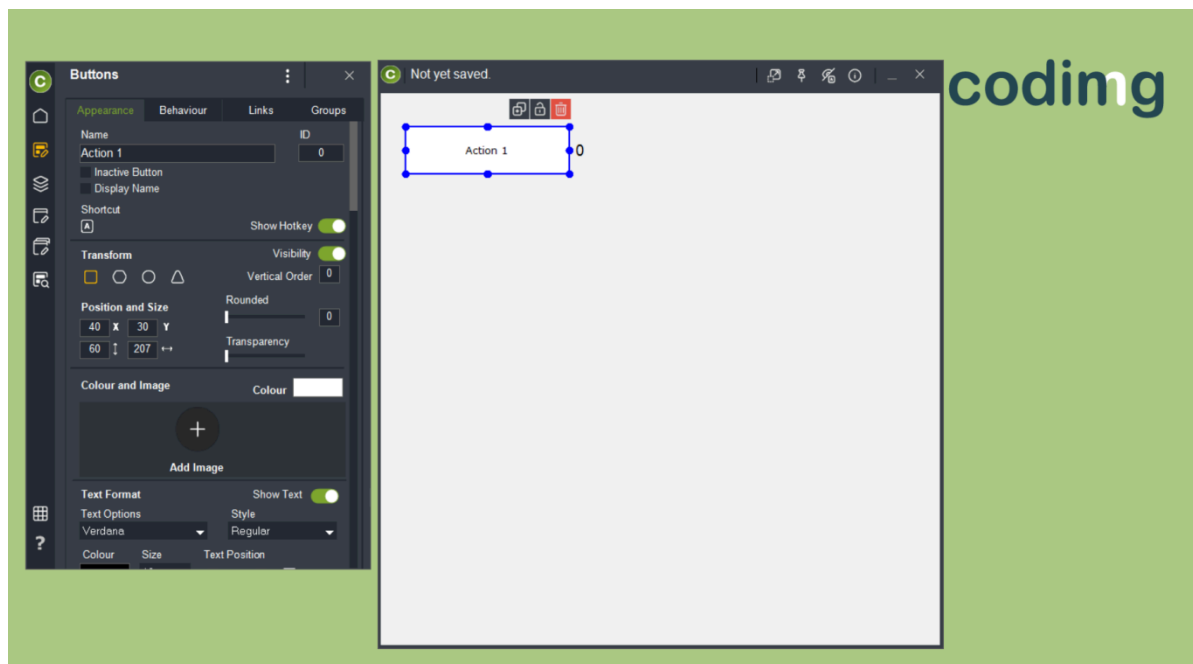 Buttons
Appearance Behaviour Links Groups
Name ID
Action 1 0
Inactive Button
Display Name
Shortcut
A Show Hotkey
Transform Visibility
Vertical Order 0
Position and Size Rounded
40 X 30 Y 0
60 207 Transparency
Colour and Image Colour
Add Image
Text Format Show Text
Text Options Style
Verdana Regular
Colour Size Text Position
C Not yet saved.
Action 1 0
codimg
C
?